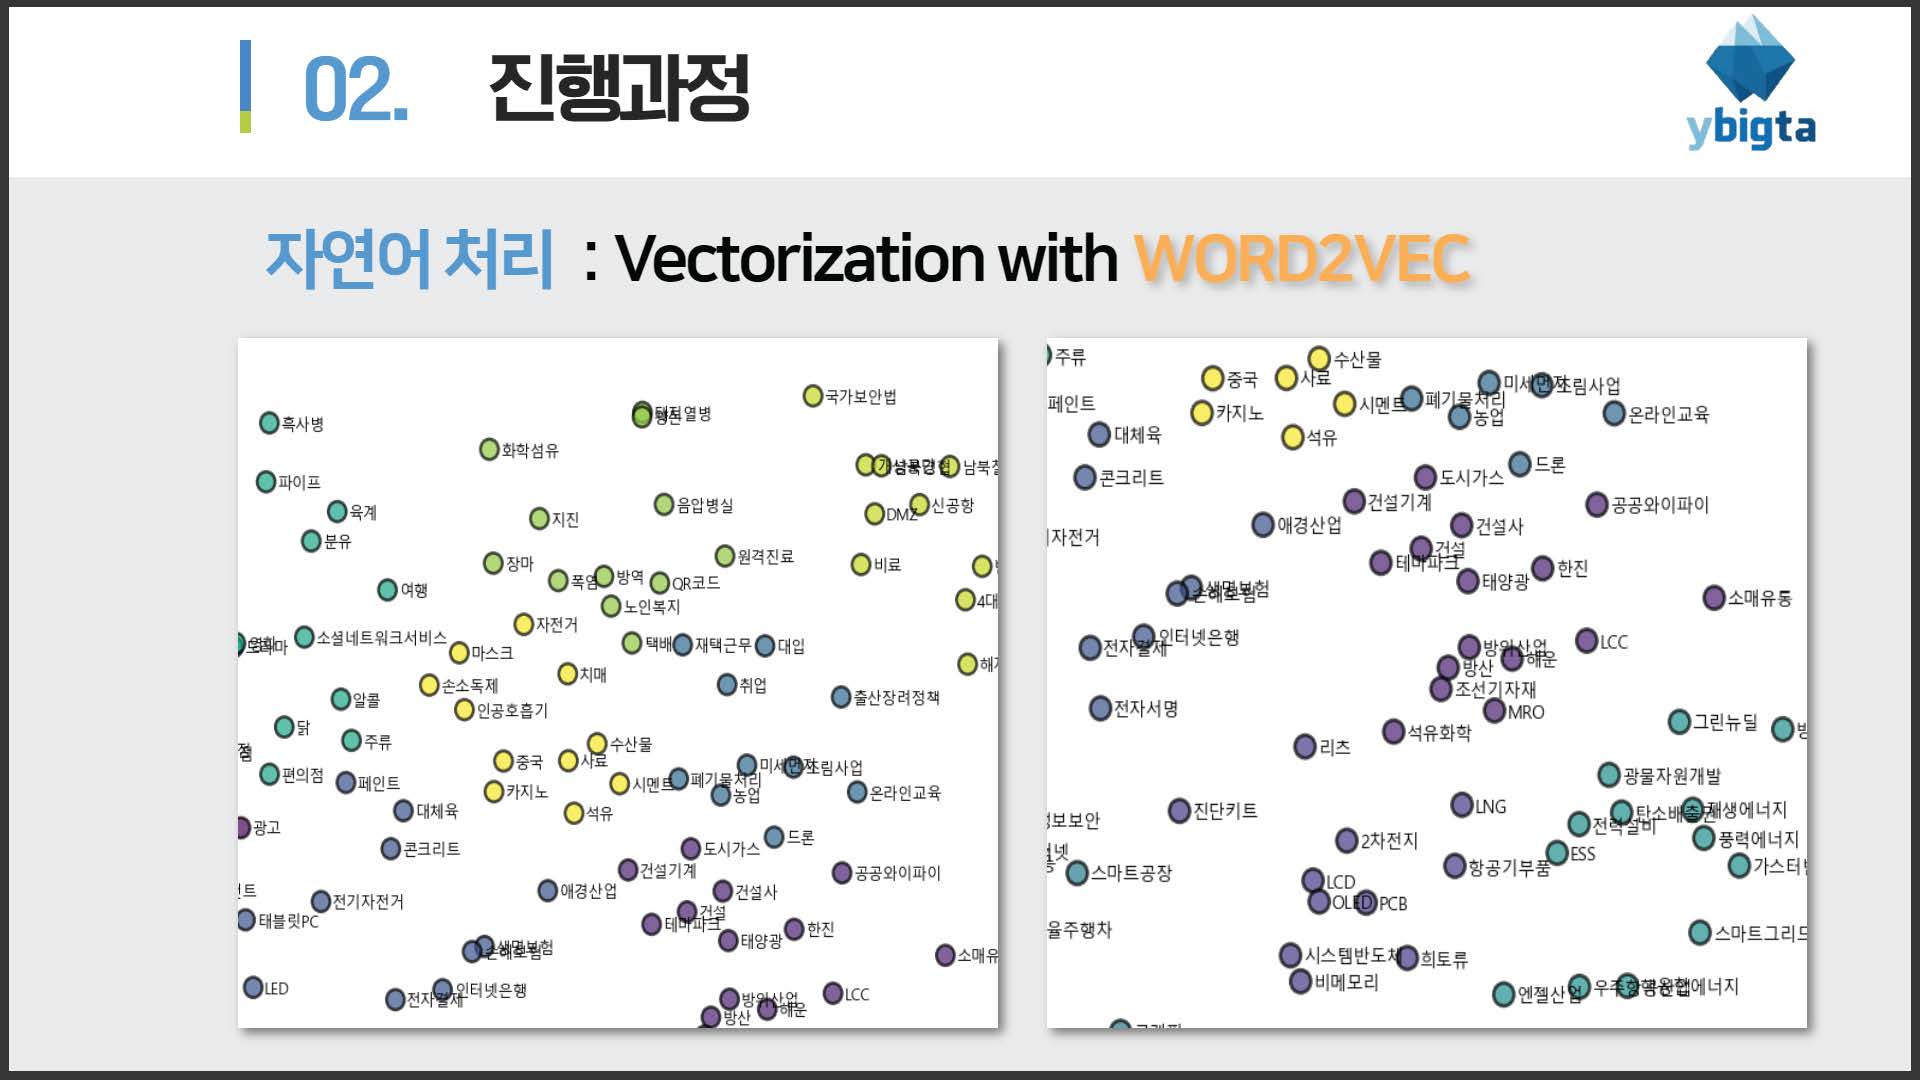 02. 진행과정
ybigta
자연어 처리 : Vectorization with WORD2VEC
국가보안법
흑사병
화학섬유
파이프
음압병실
신공항
DMZ
육계
지진
분유
원격진료
장마
비료
폭염
방역
QR코드
여행
노인복지
자전거
소셜네트워크서비스
택배
재택근무
대입
마스크
치매
손소독제
취업
출산장려정책
알콜
인공호흡기
닭
주류
수산물
중국
사료
편의점
페인트
시멘트
폐기물처리
농업
온라인교육
카지노
대체육
석유
광고
드론
콘크리트
도시가스
건설기계
공공와이파이
애경산업
건설사
전기자전거
건설
태블릿PC
테마파크
한진
태양광
생명보험
손해보험
소매유
LED
인터넷은행
전자결제
방위산업
LCC
해운
방산
주류
수산물
중국
사료
미세먼지
조림사업
페인트
카지노
시멘트
폐기물처리
농업
온라인교육
대체육
석유
콘크리트
도시가스
드론
건설기계
공공와이파이
애경산업
건설사
자전거
건설
테마파크
한진
태양광
생명보험
손해보험
소매유통
인터넷은행
전자결제
방위산업
LCC
해운
방산
조선기자재
전자서명
MRO
그린뉴딜
석유화학
리츠
광물자원개발
LNG
진단키트
탄소배출권
재생에너지
전력설비
2차전지
풍력에너지
ESS
항공기부품
스마트공장
LCD
OLED
PCB
율주행차
스마트그리드
시스템반도체
희토류
비메모리
엔젤산업